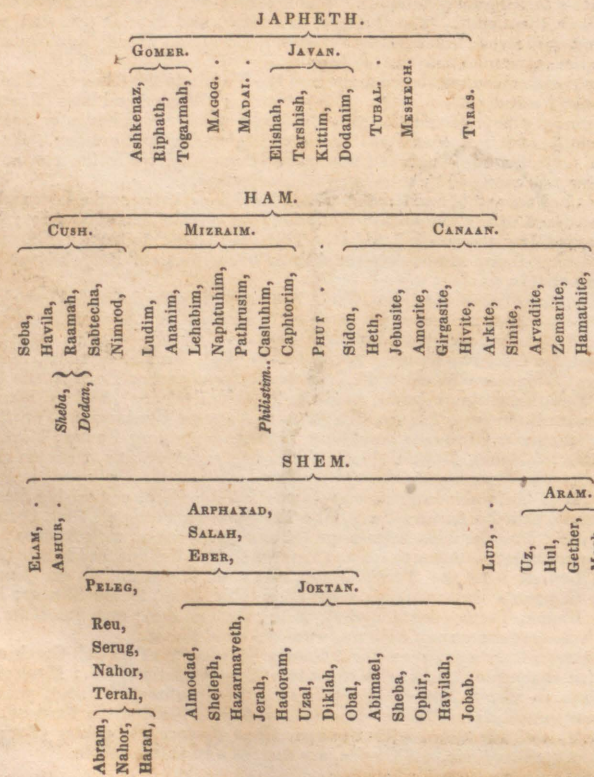 JAPHETH.
GOMER. JAVAN.
Ashkenaz,
Riphath,
Togarmah,
MAGOG. .
MADAI. .
Elishah,
Tarshish,
Kittim,
Dodanim,
TUBAL. .
MESHECH.
TIRAS.
HAM.
CUSH. MIZRAIM. CANAAN.
Seba,
Havila,
Raamah,
Sabtecha,
Nimrod,
Sheba,
Dedan,
Ludim,
Ananim,
Lehabim,
Naphtuhim,
Pathrusim,
Philistim.. Casluhim,
Caphtorim,
PHUT . .
Sidon,
Heth,
Jebusite,
Amorite,
Girgasite,
Hivite,
Arkite,
Sinite,
Arvadite,
Zemarite,
Hamathite,
SHEM.
ELAM, .
ASHUR, .
ARPHAXAD,
SALAH,
EBER,
LUD, . .
ARAM.
Uz,
Hul,
Gether,
PELEG, JOKTAN.
Reu,
Serug,
Nahor,
Terah,
Abram,
Nahor,
Haran,
Almodad,
Sheleph,
Hazarmaveth,
Jerah,
Hadoram,
Uzal,
Diklah,
Obal,
Abimael,
Sheba,
Ophir,
Havilah,
Jobab.